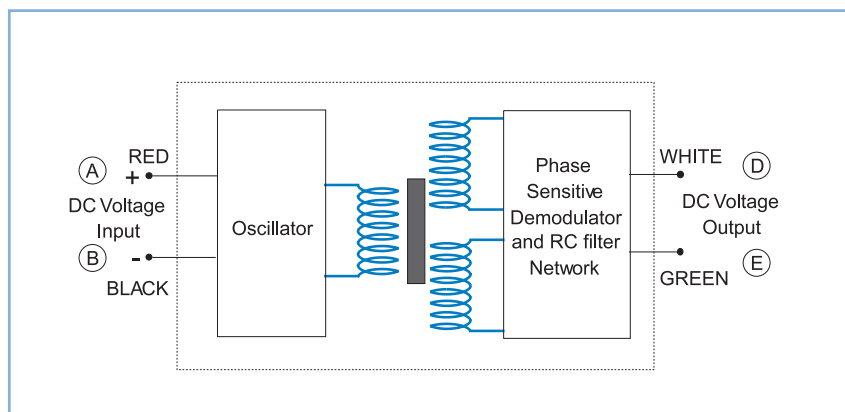 RED
A
+
DC Voltage
Input
B
-
BLACK
Oscillator
Phase
Sensitive
Demodulator
and RC filter
Network
WHITE
D
DC Voltage
Output
E
GREEN